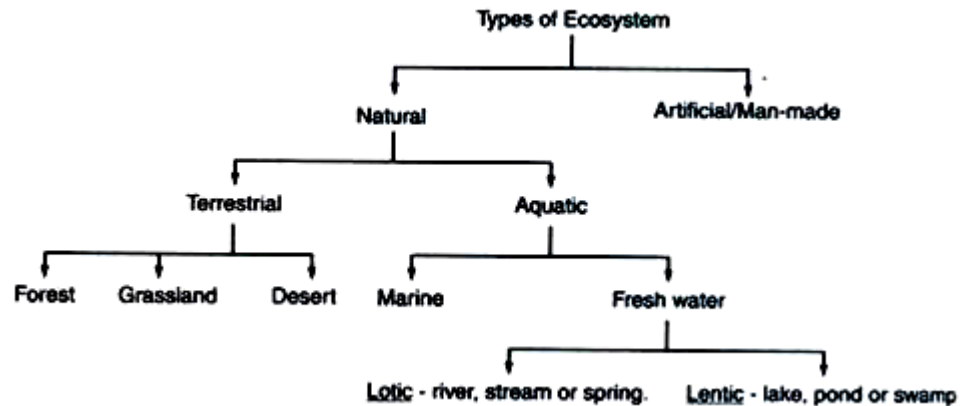 Types of Ecosystem
Natural
Artificial/Man-made
Terrestrial
Aquatic
Forest
Grassland
Desert
Marine
Fresh water
Lotic - river, stream or spring.
Lentic - lake, pond or swamp